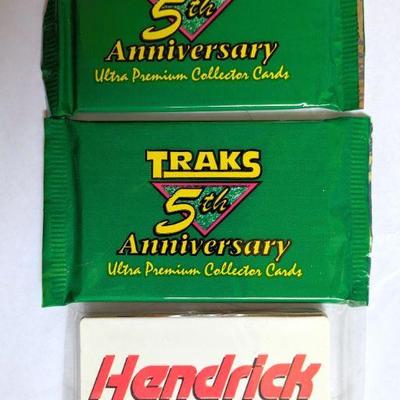 5th
Anniversary
Ultra Premium Collector Cards
TRAKS
5th
Anniversary
Ultra Premium Collector Cards
Hendrick